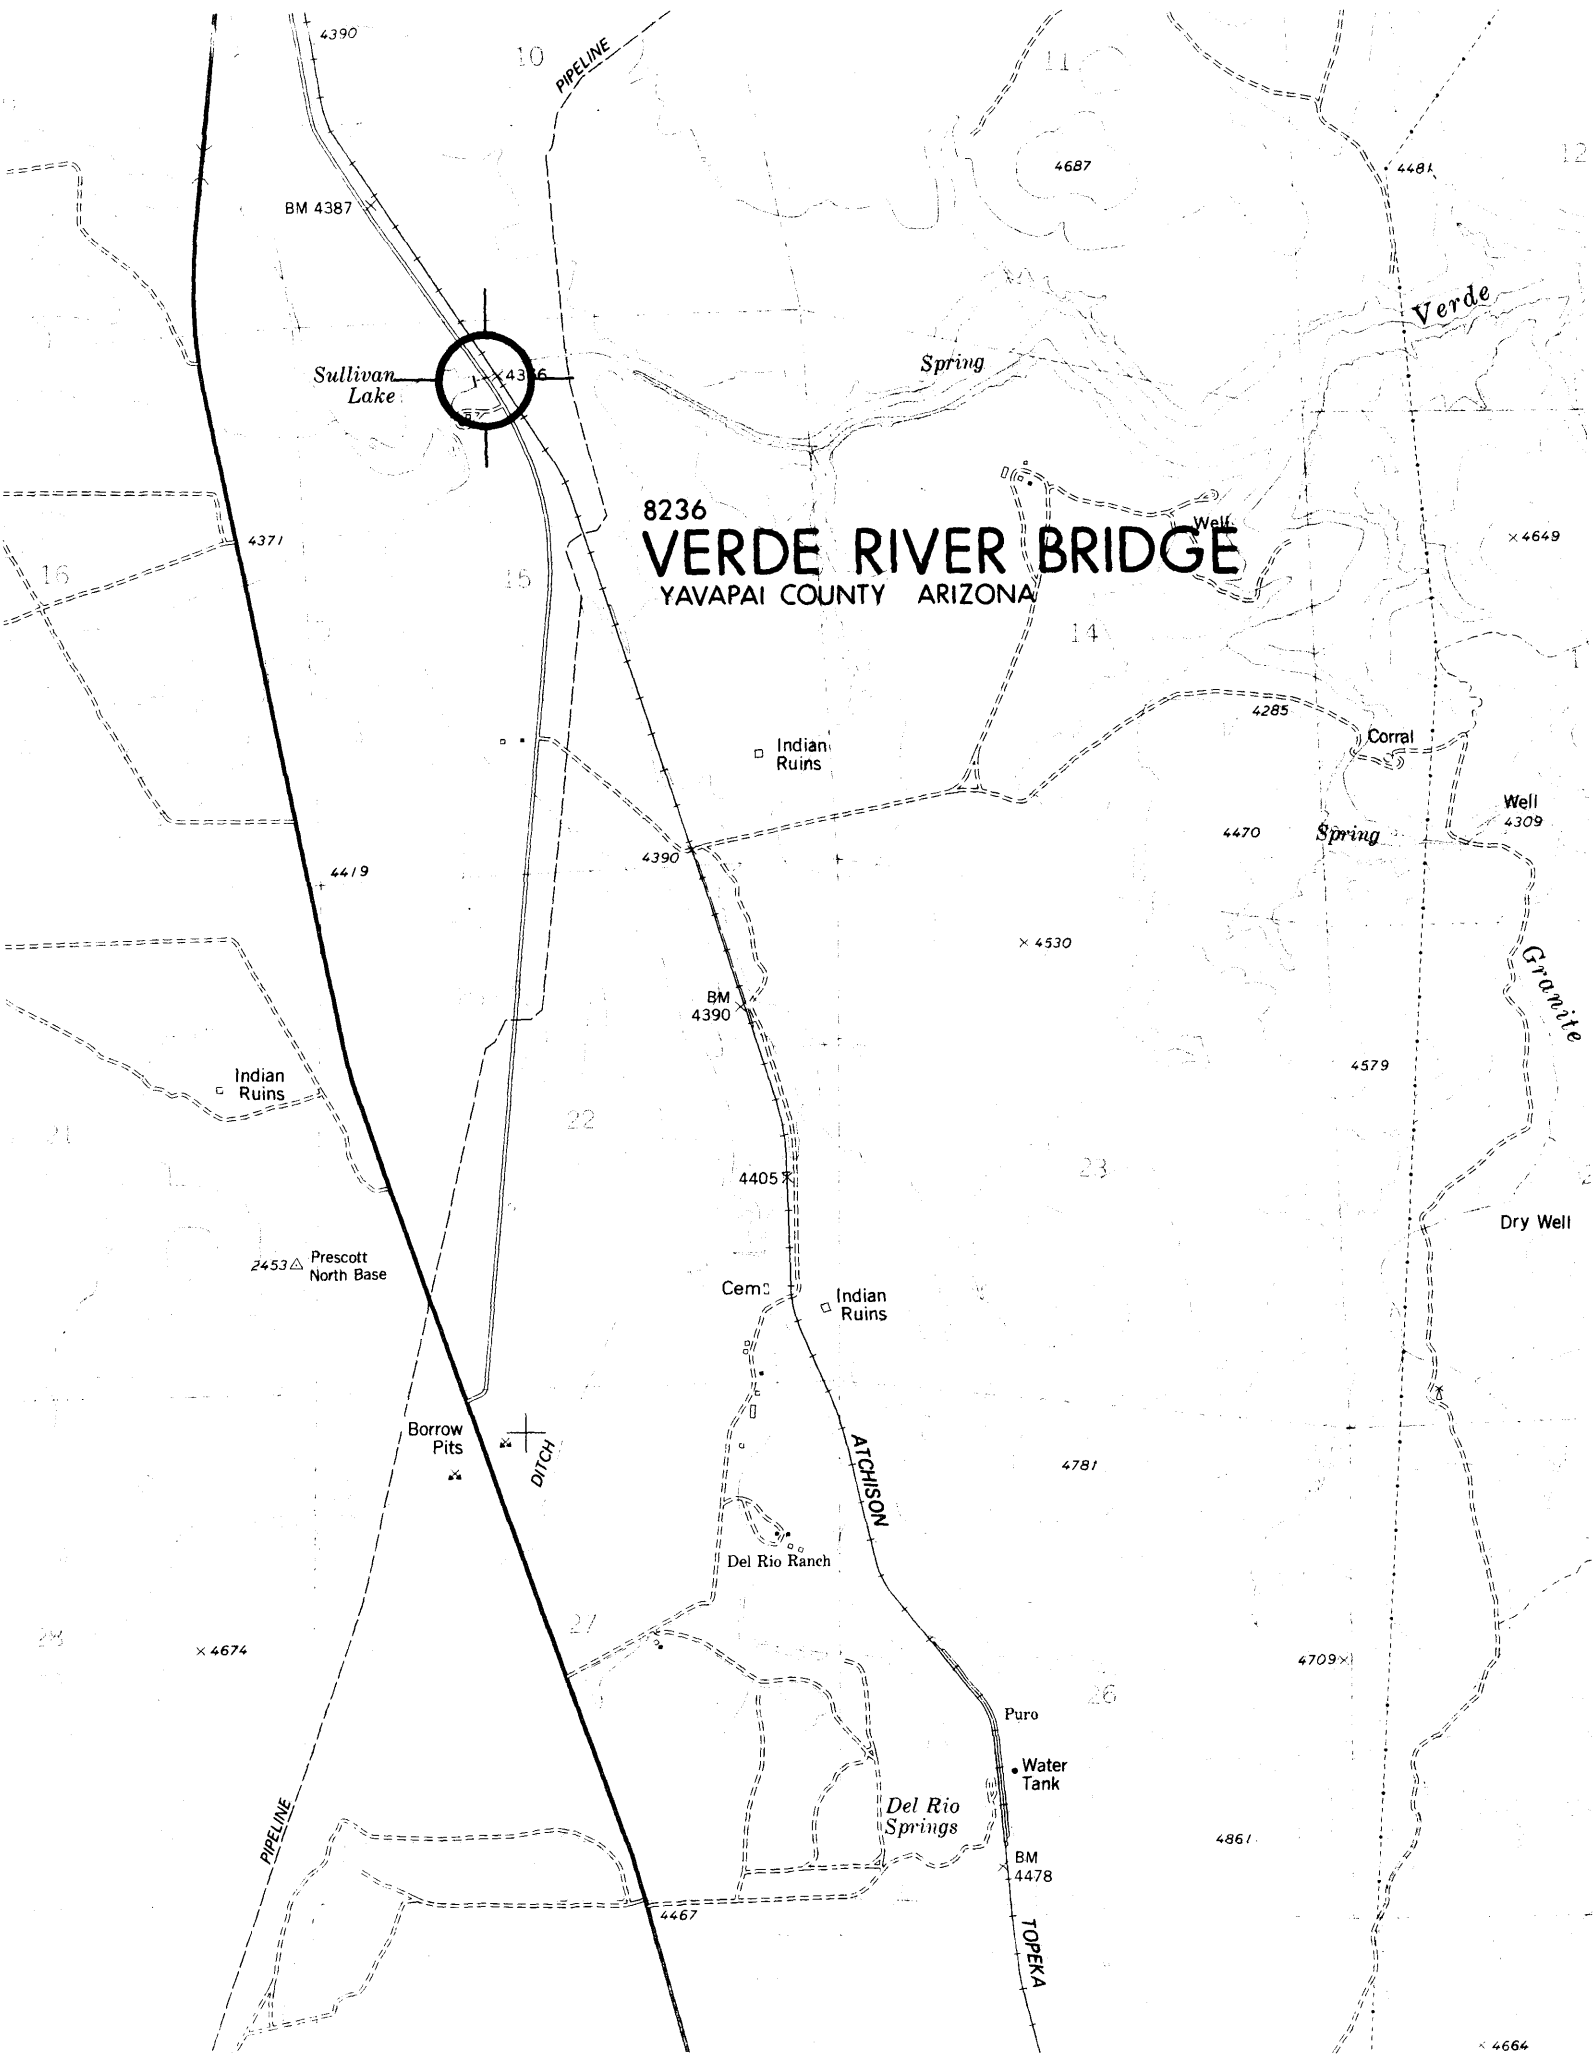 4390
10
PIPELINE
11
4687
4481
12
BM 4387
Verde
Sullivan
Lake
Spring
8236
VERDE RIVER BRIDGE
YAVAPAI COUNTY ARIZONA
Well
×4649
4371
16
15
14
4285
Corral
Indian
Ruins
Well
4309
4390
4470
Spring
4419
× 4530
BM
4390
Granite
4579
Indian
Ruins
21
22
23
4405
Dry Well
2453 Prescott
North Base
Cem
Indian
Ruins
Borrow
Pits
DITCH
ATCHISON
4781
Del Rio Ranch
27
28
× 4674
4709×
26
Puro
Water
Tank
Del Rio
Springs
PIPELINE
4861
BM
4478
4467
TOPEKA
× 4664